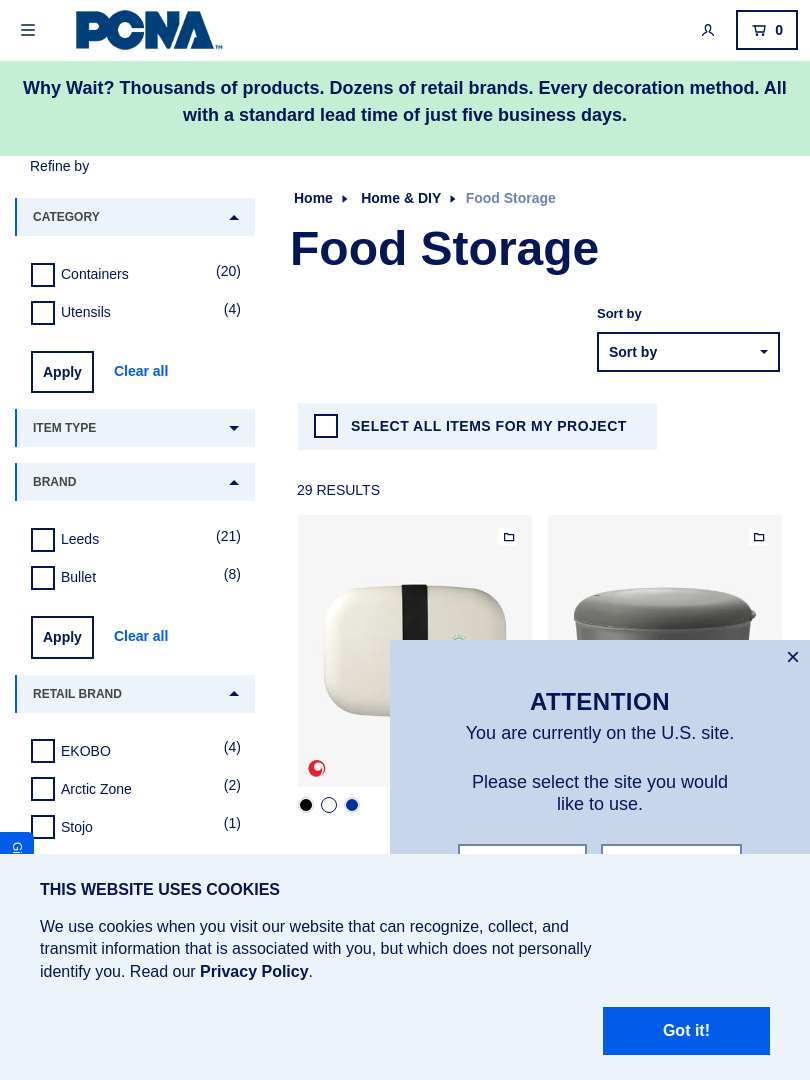 PCNA™
0
Why Wait? Thousands of products. Dozens of retail brands. Every decoration method. All
with a standard lead time of just five business days.
Refine by
CATEGORY
Containers (20)
Utensils (4)
Apply Clear all
ITEM TYPE
BRAND
Leeds (21)
Bullet (8)
Apply Clear all
RETAIL BRAND
EKOBO (4)
Arctic Zone (2)
Stojo (1)
Home Home & DIY Food Storage
Food Storage
Sort by
Sort by
SELECT ALL ITEMS FOR MY PROJECT
29 RESULTS
ATTENTION
You are currently on the U.S. site.
Please select the site you would
like to use.
THIS WEBSITE USES COOKIES
We use cookies when you visit our website that can recognize, collect, and
transmit information that is associated with you, but which does not personally
identify you. Read our Privacy Policy.
Got it!